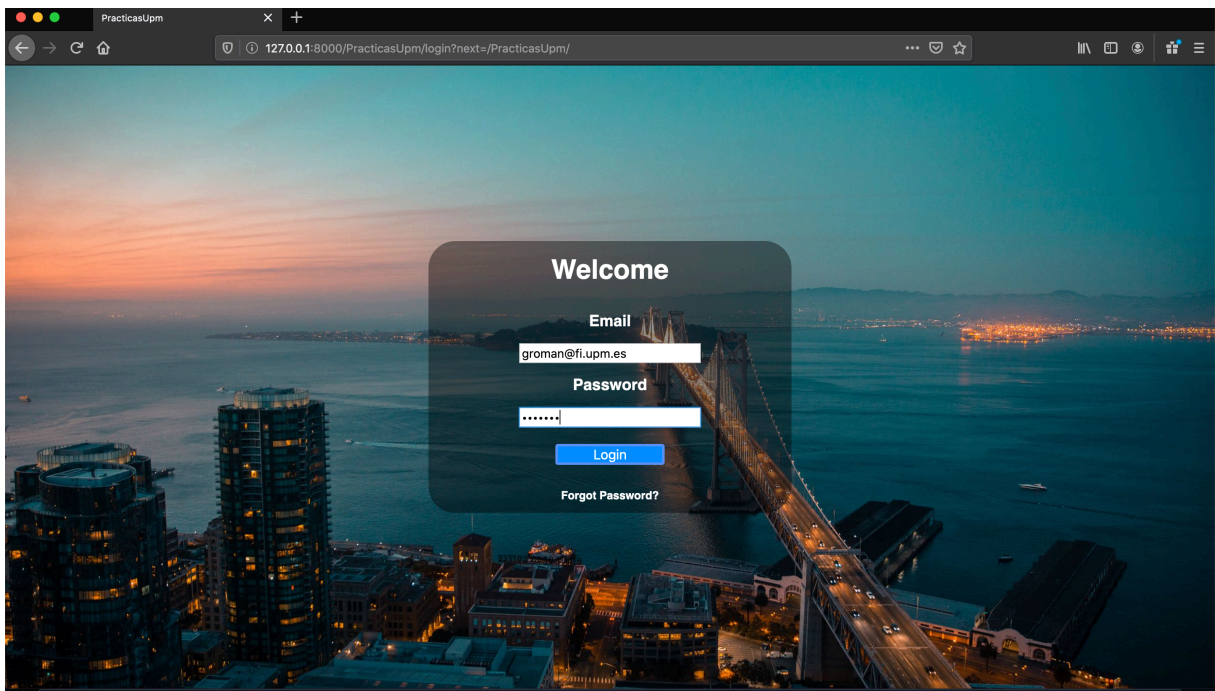 PracticasUpm
127.0.0.1:8000/PracticasUpm/login?next=/PracticasUpm/
Welcome
Email
groman@fi.upm.es
Password
•••••••
Login
Forgot Password?